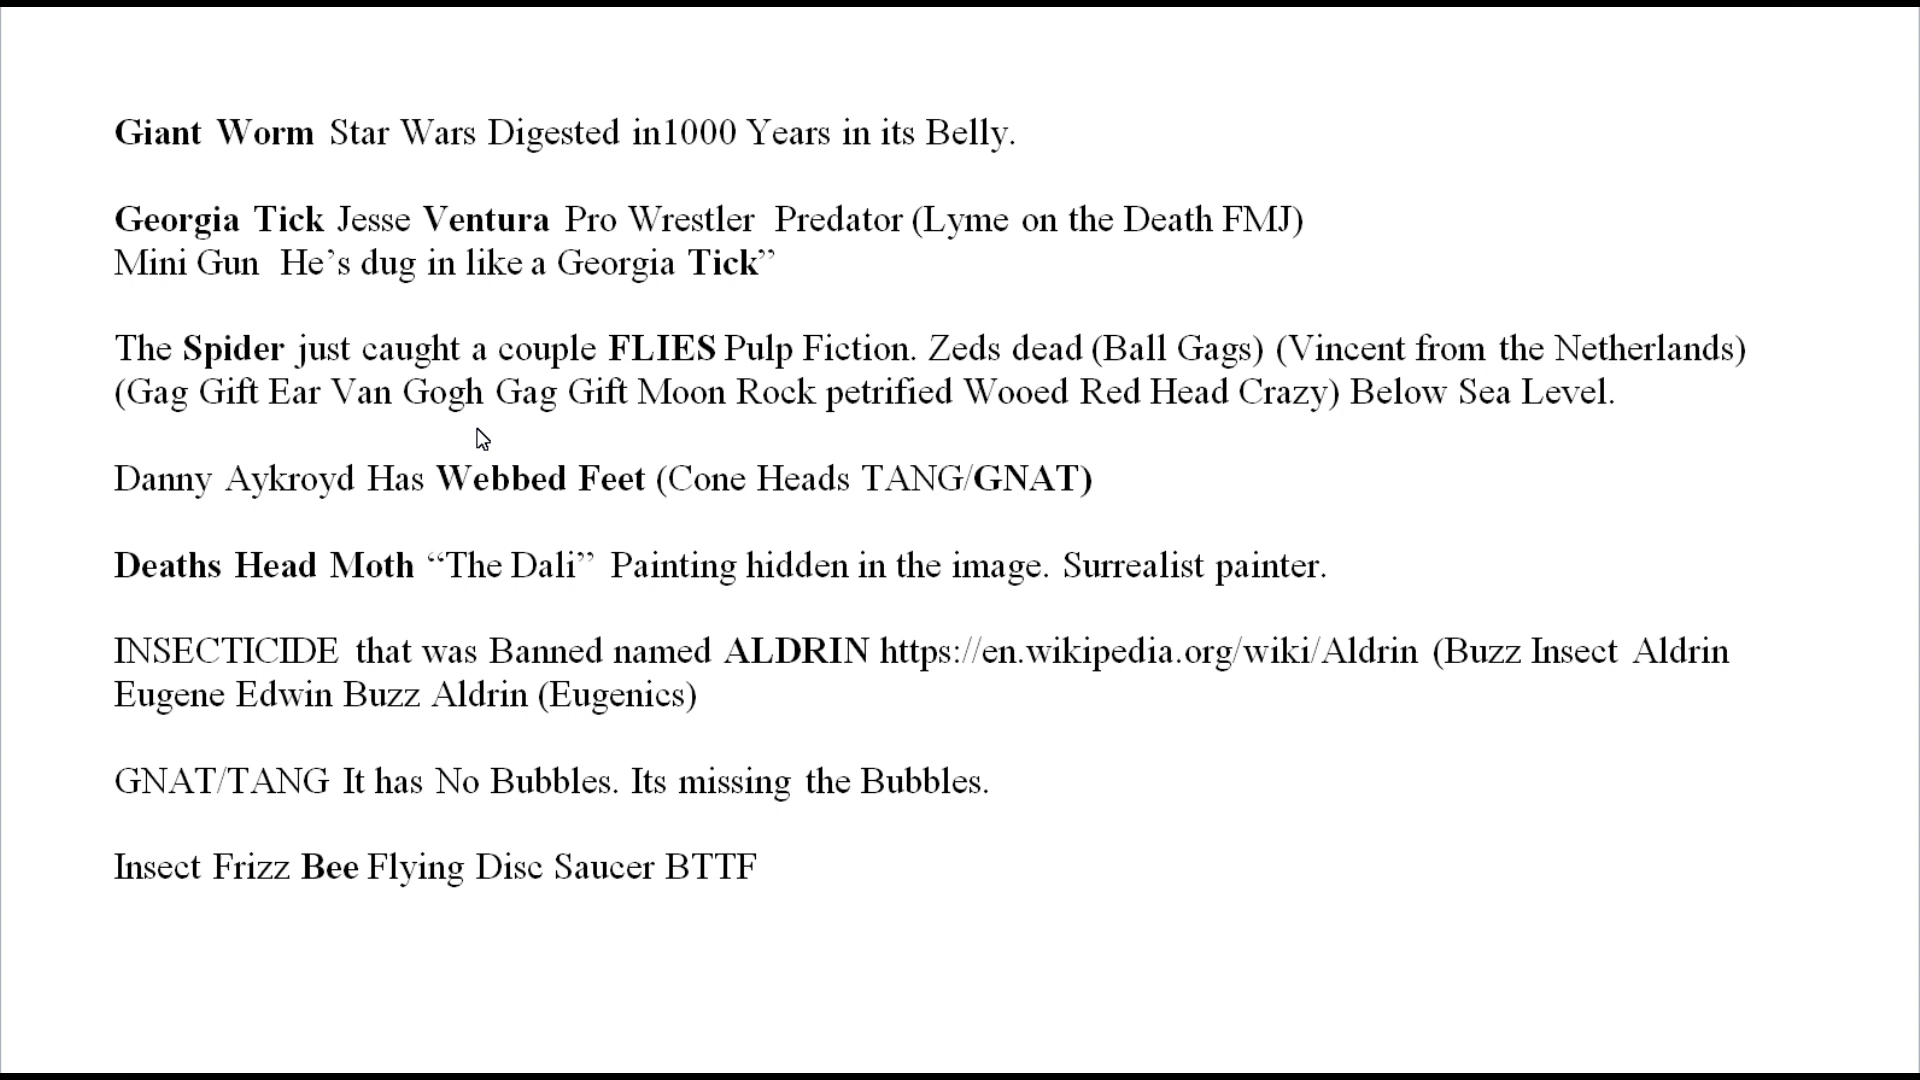 Giant Worm Star Wars Digested in1000 Years in its Belly.
Georgia Tick Jesse Ventura Pro Wrestler Predator (Lyme on the Death FMJ)
Mini Gun He’s dug in like a Georgia Tick”
The Spider just caught a couple FLIES Pulp Fiction. Zeds dead (Ball Gags) (Vincent from the Netherlands)
(Gag Gift Ear Van Gogh Gag Gift Moon Rock petrified Wooed Red Head Crazy) Below Sea Level.
Danny Aykroyd Has Webbed Feet (Cone Heads TANG/GNAT)
Deaths Head Moth “The Dali” Painting hidden in the image. Surrealist painter.
INSECTICIDE that was Banned named ALDRIN https://en.wikipedia.org/wiki/Aldrin (Buzz Insect Aldrin
Eugene Edwin Buzz Aldrin (Eugenics)
GNAT/TANG It has No Bubbles. Its missing the Bubbles.
Insect Frizz Bee Flying Disc Saucer BTTF